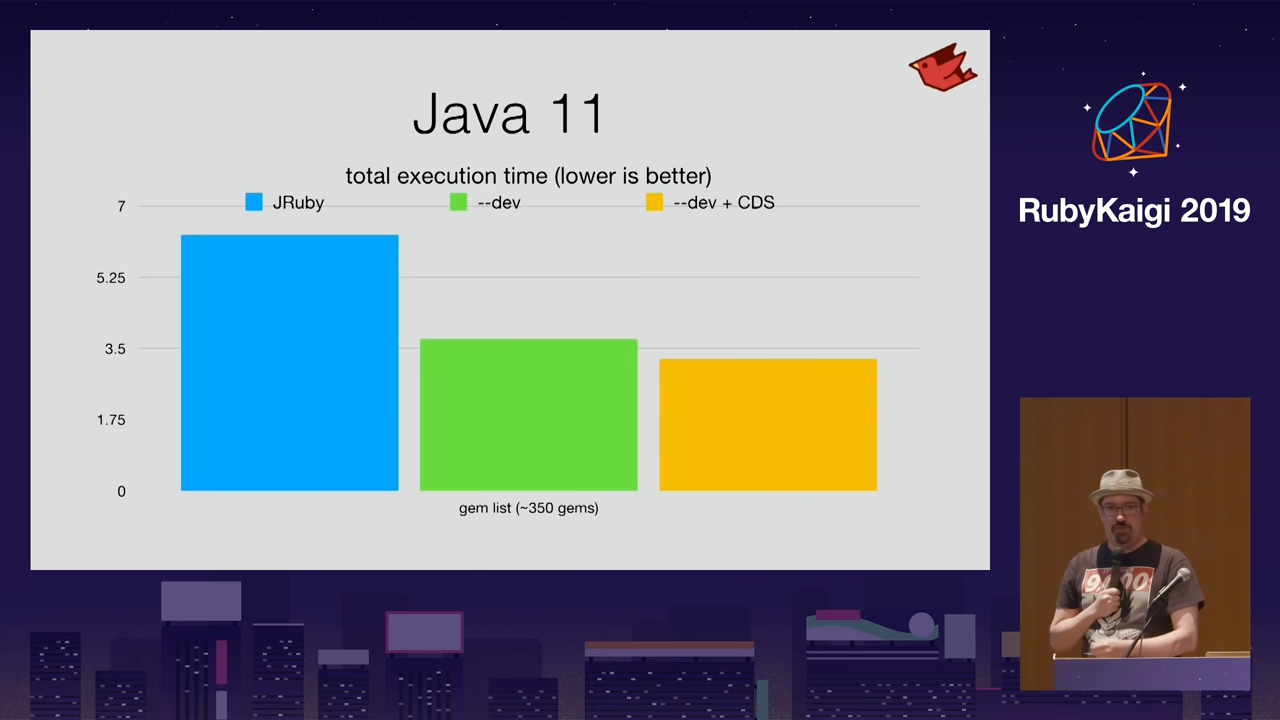 Java 11
total execution time (lower is better)
JRuby
--dev
--dev + CDS
7
5.25
3.5
1.75
0
gem list (~350 gems)
RubyKaigi 2019